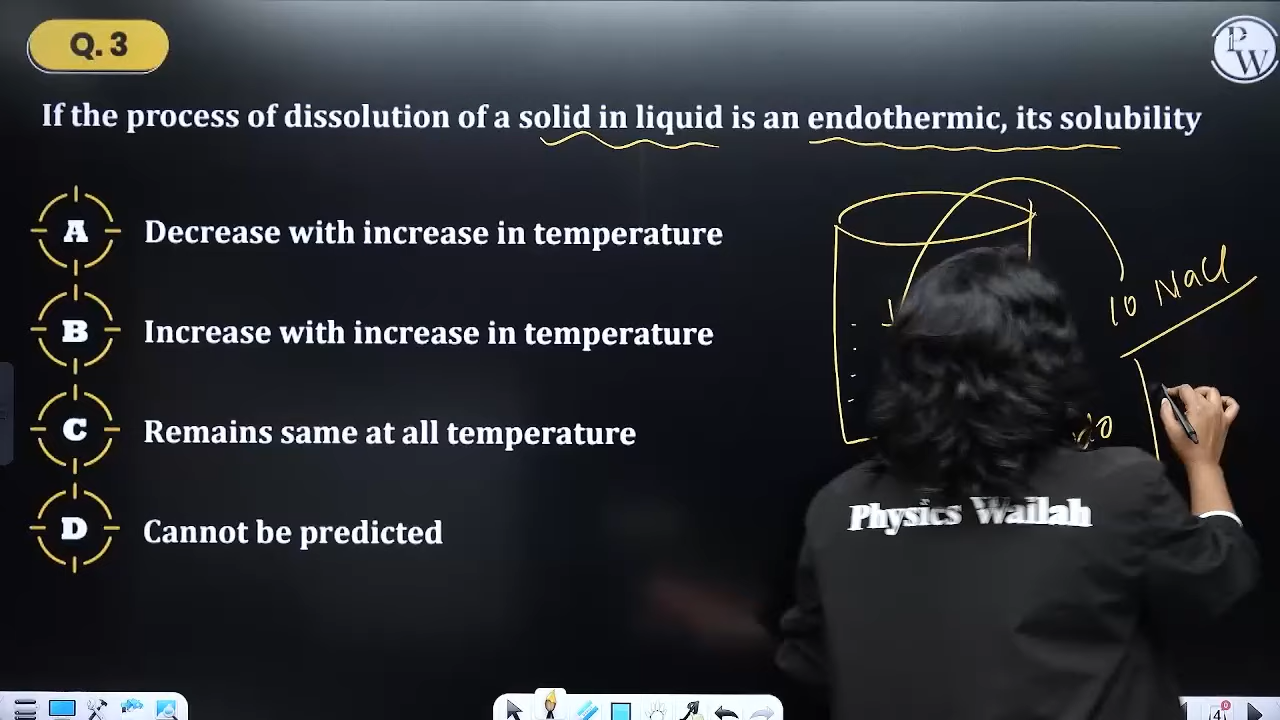 Q. 3
PW
If the process of dissolution of a solid in liquid is an endothermic, its solubility
A Decrease with increase in temperature
B Increase with increase in temperature
C Remains same at all temperature
D Cannot be predicted
10 NaCl
Physics Wallah